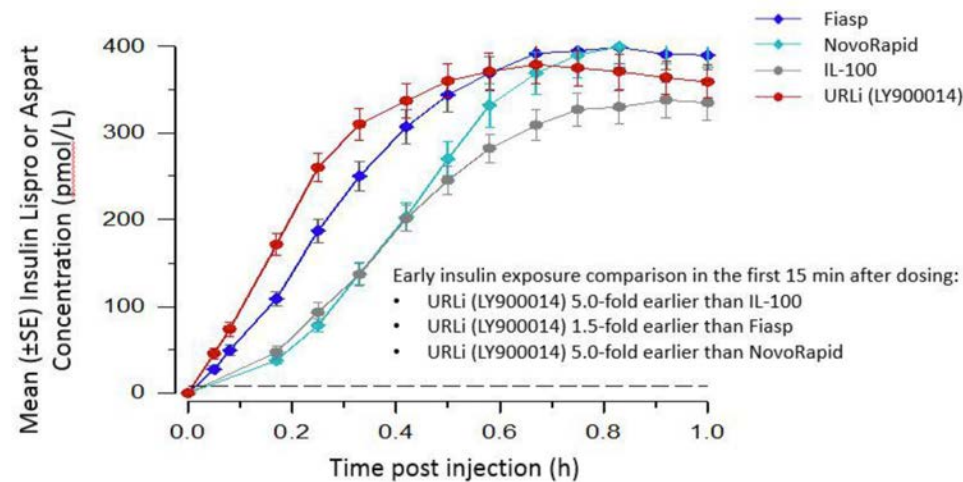 Fiasp
NovoRapid
IL-100
URLi (LY900014)
Mean (±SE) Insulin Lispro or Aspart
Concentration (pmol/L)
400
300
200
100
0
Early insulin exposure comparison in the first 15 min after dosing:
• URLi (LY900014) 5.0-fold earlier than IL-100
• URLi (LY900014) 1.5-fold earlier than Fiasp
• URLi (LY900014) 5.0-fold earlier than NovoRapid
0.0 0.2 0.4 0.6 0.8 1.0
Time post injection (h)